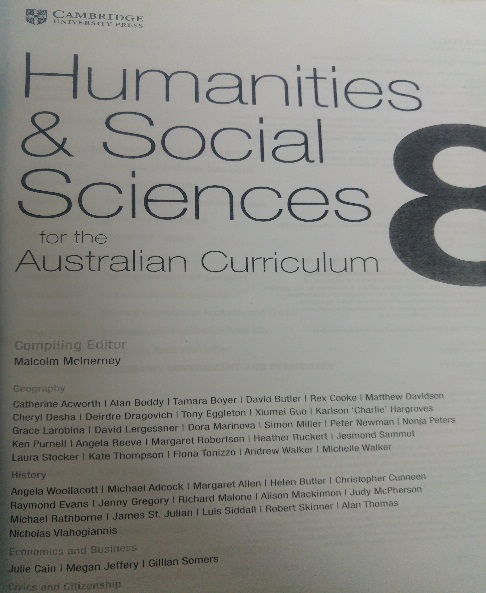 CAMBRIDGE
UNIVERSITY PRESS
Humanities
& Social
Sciences
8
for the
Australian Curriculum
Compiling Editor
Malcolm McInerney
Geography
Catherine Acworth | Alan Boddy | Tamara Boyer | David Butler | Rex Cooke | Matthew Davidson
Cheryl Desha | Deirdre Dragovich | Tony Eggleton | Xiumei Guo | Karlson 'Charlie' Hargroves
Grace Larobina | David Lergessner | Dora Marinova | Simon Miller | Peter Newman | Nonja Peters
Ken Purnell | Angela Reeve | Margaret Robertson | Heather Ruckert | Jesmond Sammut
Laura Stocker | Kate Thompson | Fiona Tonizzo | Andrew Walker | Michelle Walker
History
Angela Woollacott | Michael Adcock | Margaret Allen | Helen Butler | Christopher Cunneen
Raymond Evans | Jenny Gregory | Richard Malone | Alison Mackinnon | Judy McPherson
Michael Rathborne | James St. Julian | Luis Siddall | Robert Skinner | Alan Thomas
Nicholas Vlahogiannis
Economics and Business
Julie Cain | Megan Jeffery | Gillian Somers
Civics and Citizenship